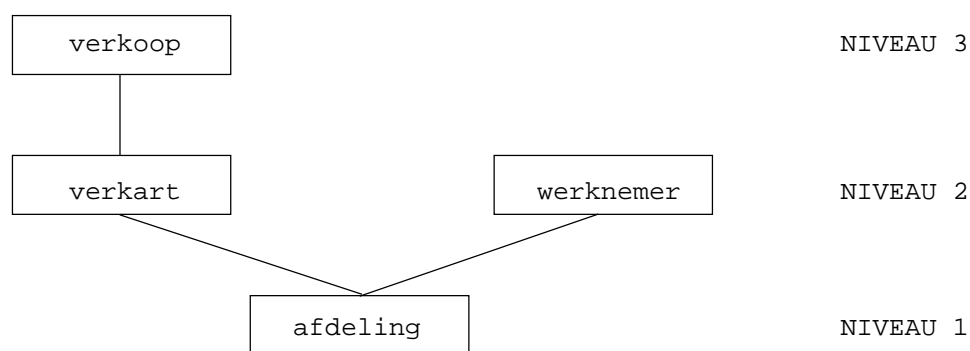 verkoop NIVEAU 3
verkart werknemer NIVEAU 2
afdeling NIVEAU 1